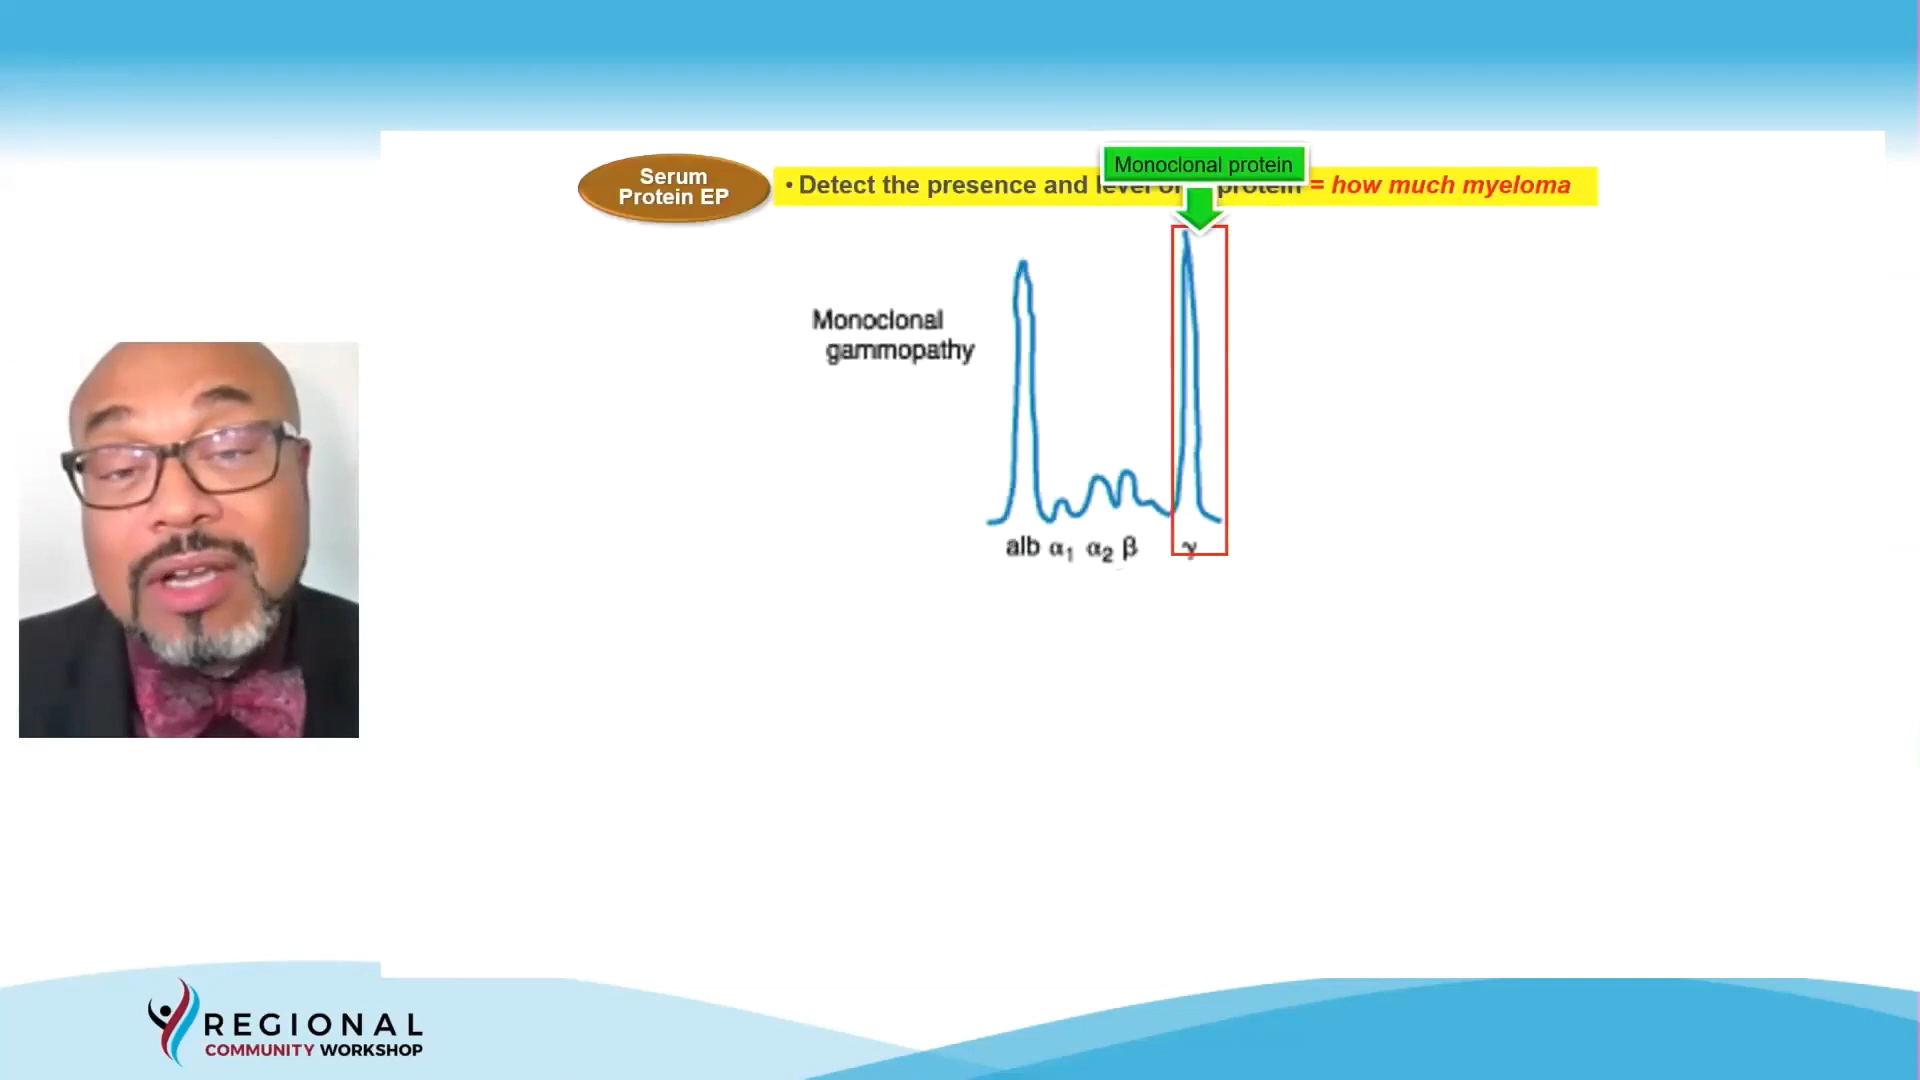 Monoclonal protein
Serum
Protein EP
• Detect the presence and level of protein = how much myeloma
Monoclonal
gammopathy
alb α₁ α₂ β γ
REGIONAL
COMMUNITY WORKSHOP